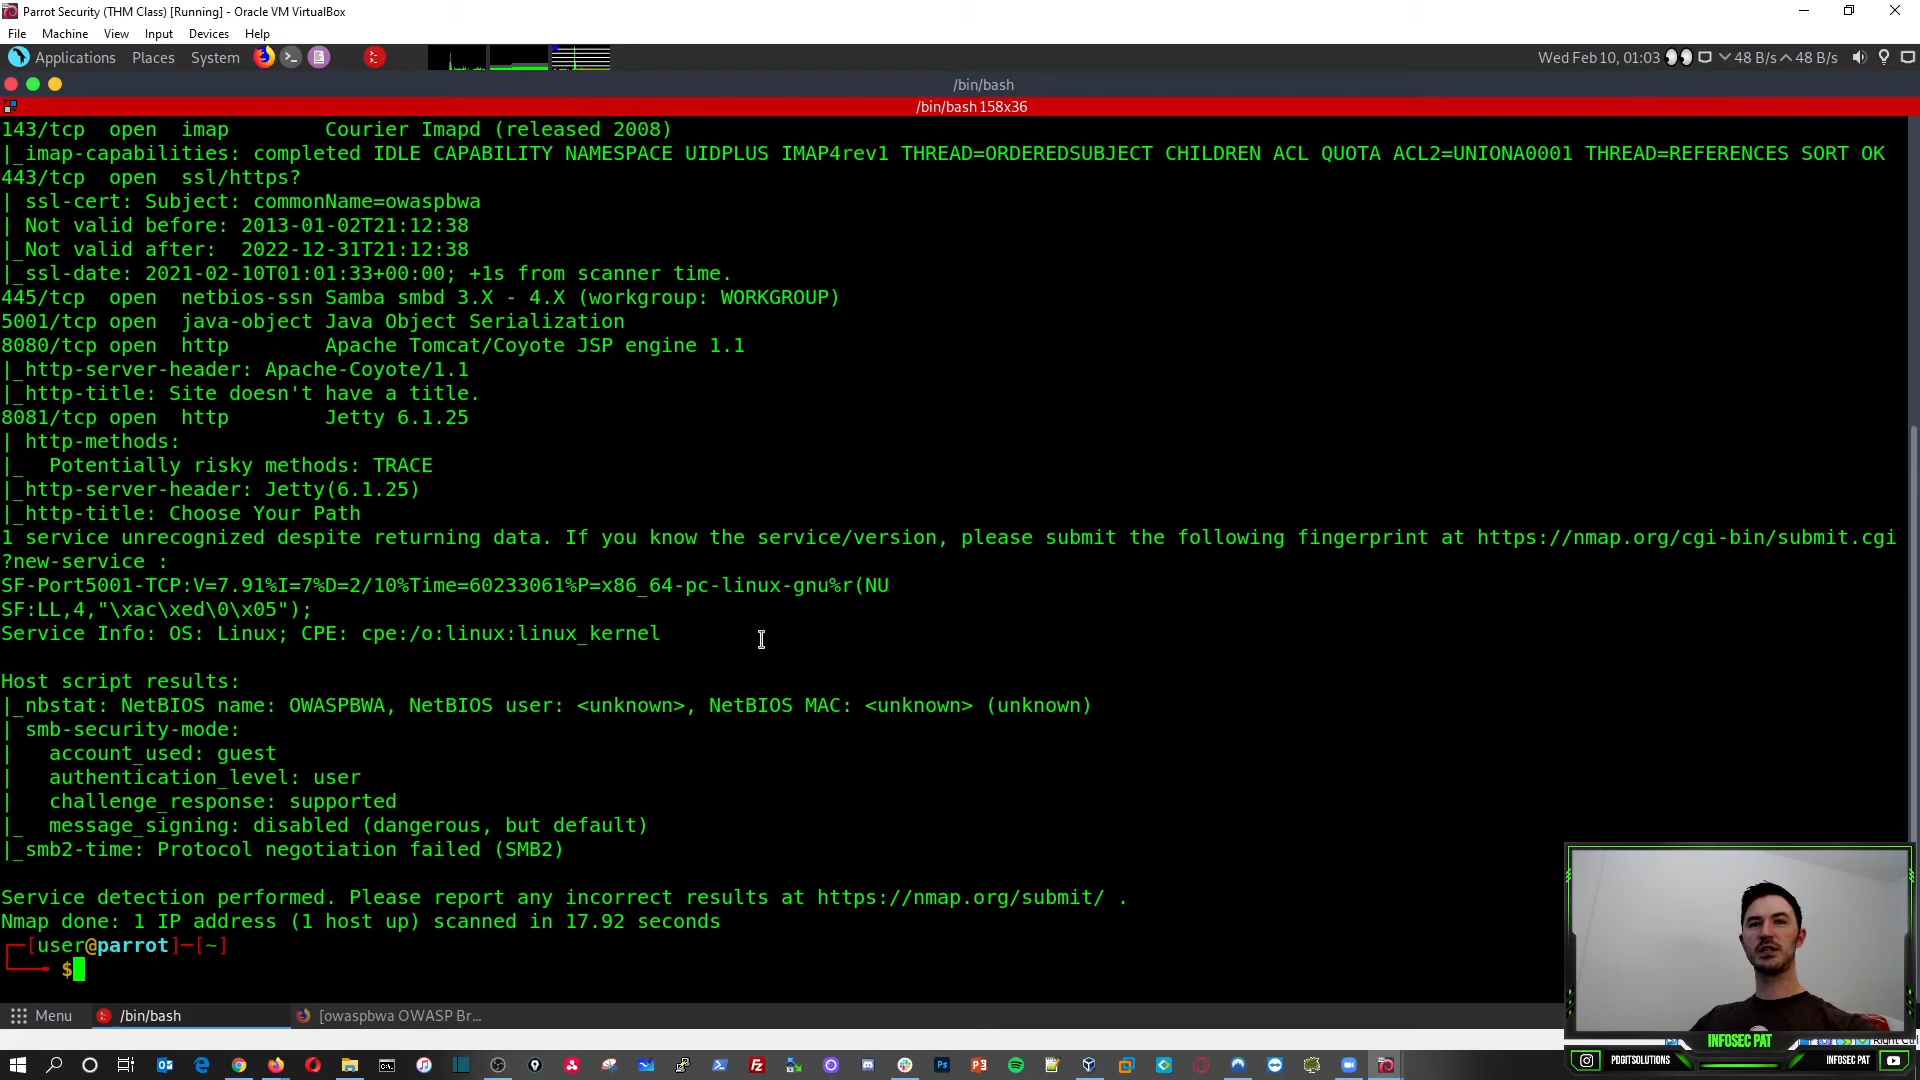 Parrot Security (THM Class) [Running] - Oracle VM VirtualBox
File Machine View Input Devices Help
Applications Places System
Wed Feb 10, 01:03 48 B/s 48 B/s
/bin/bash
/bin/bash 158x36
143/tcp open imap Courier Imapd (released 2008)
|_imap-capabilities: completed IDLE CAPABILITY NAMESPACE UIDPLUS IMAP4rev1 THREAD=ORDEREDSUBJECT CHILDREN ACL QUOTA ACL2=UNIONA0001 THREAD=REFERENCES SORT OK
443/tcp open ssl/https?
| ssl-cert: Subject: commonName=owaspbwa
| Not valid before: 2013-01-02T21:12:38
|_Not valid after: 2022-12-31T21:12:38
|_ssl-date: 2021-02-10T01:01:33+00:00; +1s from scanner time.
445/tcp open netbios-ssn Samba smbd 3.X - 4.X (workgroup: WORKGROUP)
5001/tcp open java-object Java Object Serialization
8080/tcp open http Apache Tomcat/Coyote JSP engine 1.1
|_http-server-header: Apache-Coyote/1.1
|_http-title: Site doesn't have a title.
8081/tcp open http Jetty 6.1.25
| http-methods:
|_ Potentially risky methods: TRACE
|_http-server-header: Jetty(6.1.25)
|_http-title: Choose Your Path
1 service unrecognized despite returning data. If you know the service/version, please submit the following fingerprint at https://nmap.org/cgi-bin/submit.cgi
?new-service :
SF-Port5001-TCP:V=7.91%I=7%D=2/10%Time=60233061%P=x86_64-pc-linux-gnu%r(NU
SF:LL,4,"\xac\xed\0\x05");
Service Info: OS: Linux; CPE: cpe:/o:linux:linux_kernel
Host script results:
|_nbstat: NetBIOS name: OWASPBWA, NetBIOS user: <unknown>, NetBIOS MAC: <unknown> (unknown)
| smb-security-mode:
| account_used: guest
| authentication_level: user
| challenge_response: supported
|_ message_signing: disabled (dangerous, but default)
|_smb2-time: Protocol negotiation failed (SMB2)
Service detection performed. Please report any incorrect results at https://nmap.org/submit/ .
Nmap done: 1 IP address (1 host up) scanned in 17.92 seconds
[user@parrot]-[~]
$
Menu /bin/bash [owaspbwa OWASP Br...
INFOSEC PAT
Right Ctrl
PDGITSOLUTIONS INFOSEC PAT